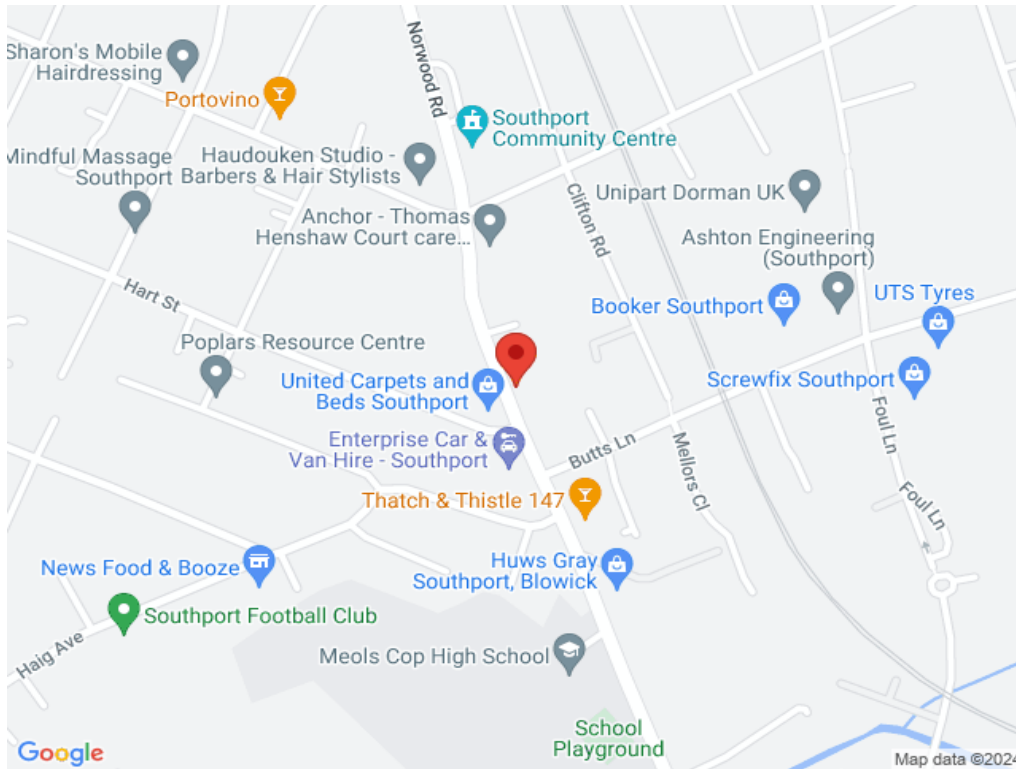 Norwood Rd
Sharon's Mobile
Hairdressing
Portovino
Southport
Community Centre
Mindful Massage
Southport
Haudouken Studio -
Barbers & Hair Stylists
Clifton Rd
Unipart Dorman UK
Anchor - Thomas
Henshaw Court care...
Ashton Engineering
(Southport)
Hart St
Booker Southport
UTS Tyres
Poplars Resource Centre
United Carpets and
Beds Southport
Screwfix Southport
Foul Ln
Enterprise Car &
Van Hire - Southport
Butts Ln
Mellors Cl
Thatch & Thistle 147
Foul Ln
News Food & Booze
Huws Gray
Southport, Blowick
Southport Football Club
Haig Ave
Meols Cop High School
School
Playground
Google
Map data ©2024